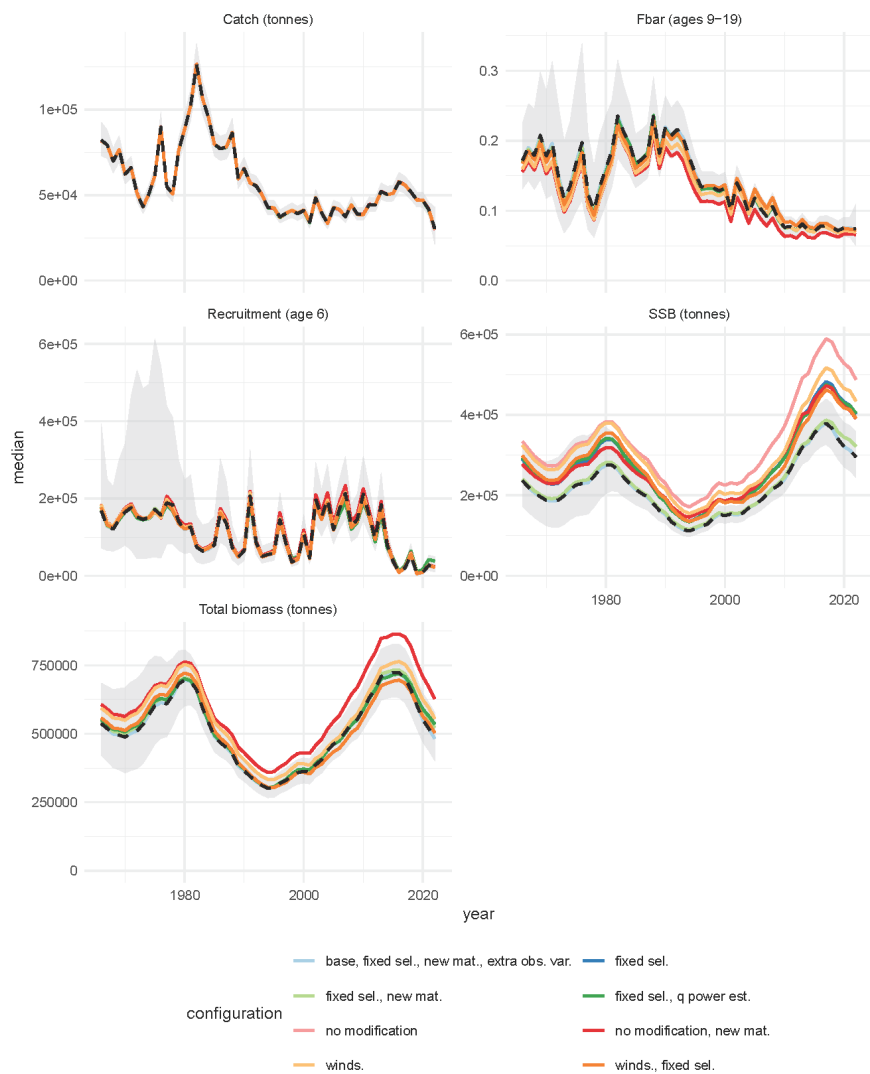 Catch (tonnes)
Fbar (ages 9−19)
1e+05
5e+04
0e+00
0.3
0.2
0.1
0.0
Recruitment (age 6)
SSB (tonnes)
6e+05
4e+05
2e+05
0e+00
6e+05
4e+05
2e+05
0e+00
1980
2000
2020
median
Total biomass (tonnes)
750000
500000
250000
0
1980
2000
2020
year
configuration
base, fixed sel., new mat., extra obs. var.
fixed sel.
fixed sel., new mat.
fixed sel., q power est.
no modification
no modification, new mat.
winds.
winds., fixed sel.